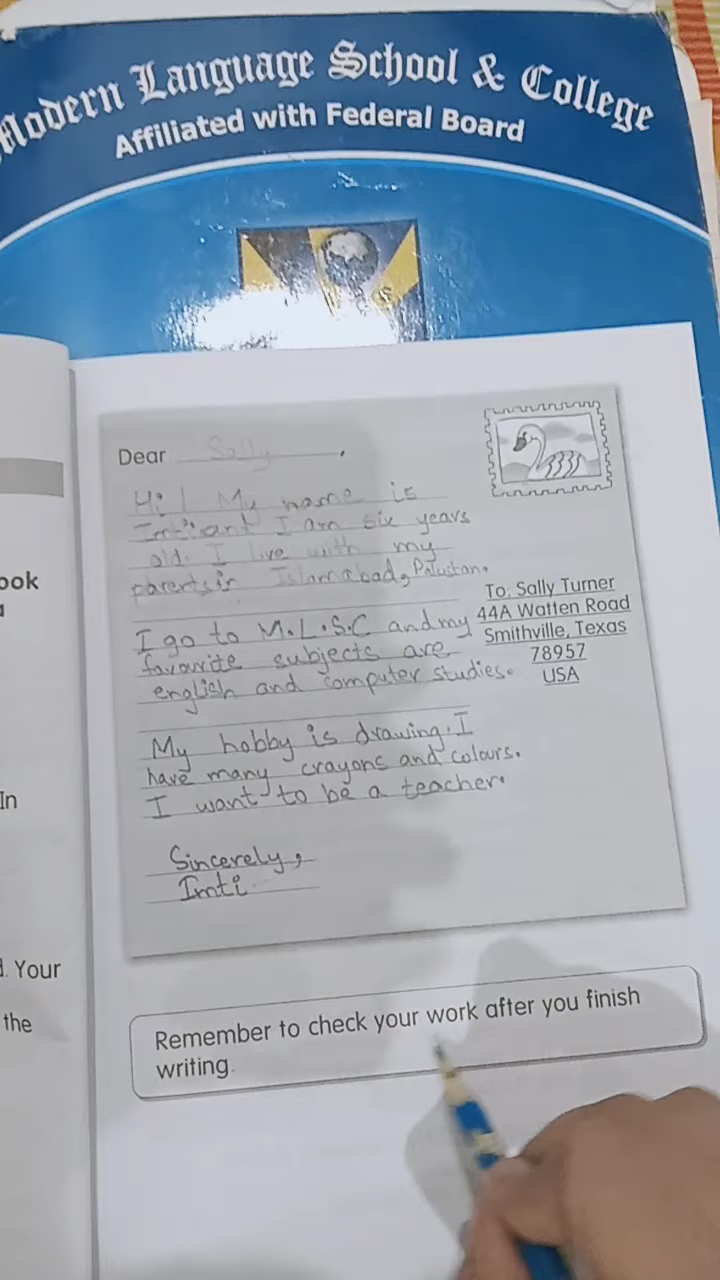 Modern Language School & College
Affiliated with Federal Board
Dear Sally,
Hi! My name is
Imti and I am six years
old. I live with my
parents in Islamabad, Pakistan.
To: Sally Turner
44A Watten Road
Smithville, Texas
78957
USA
I go to M.L.S.C and my
favourite subjects are
english and computer studies.
My hobby is drawing. I
have many crayons and colours.
I want to be a teacher.
Sincerely,
Imti
Remember to check your work after you finish
writing.
ook
In
d. Your
the